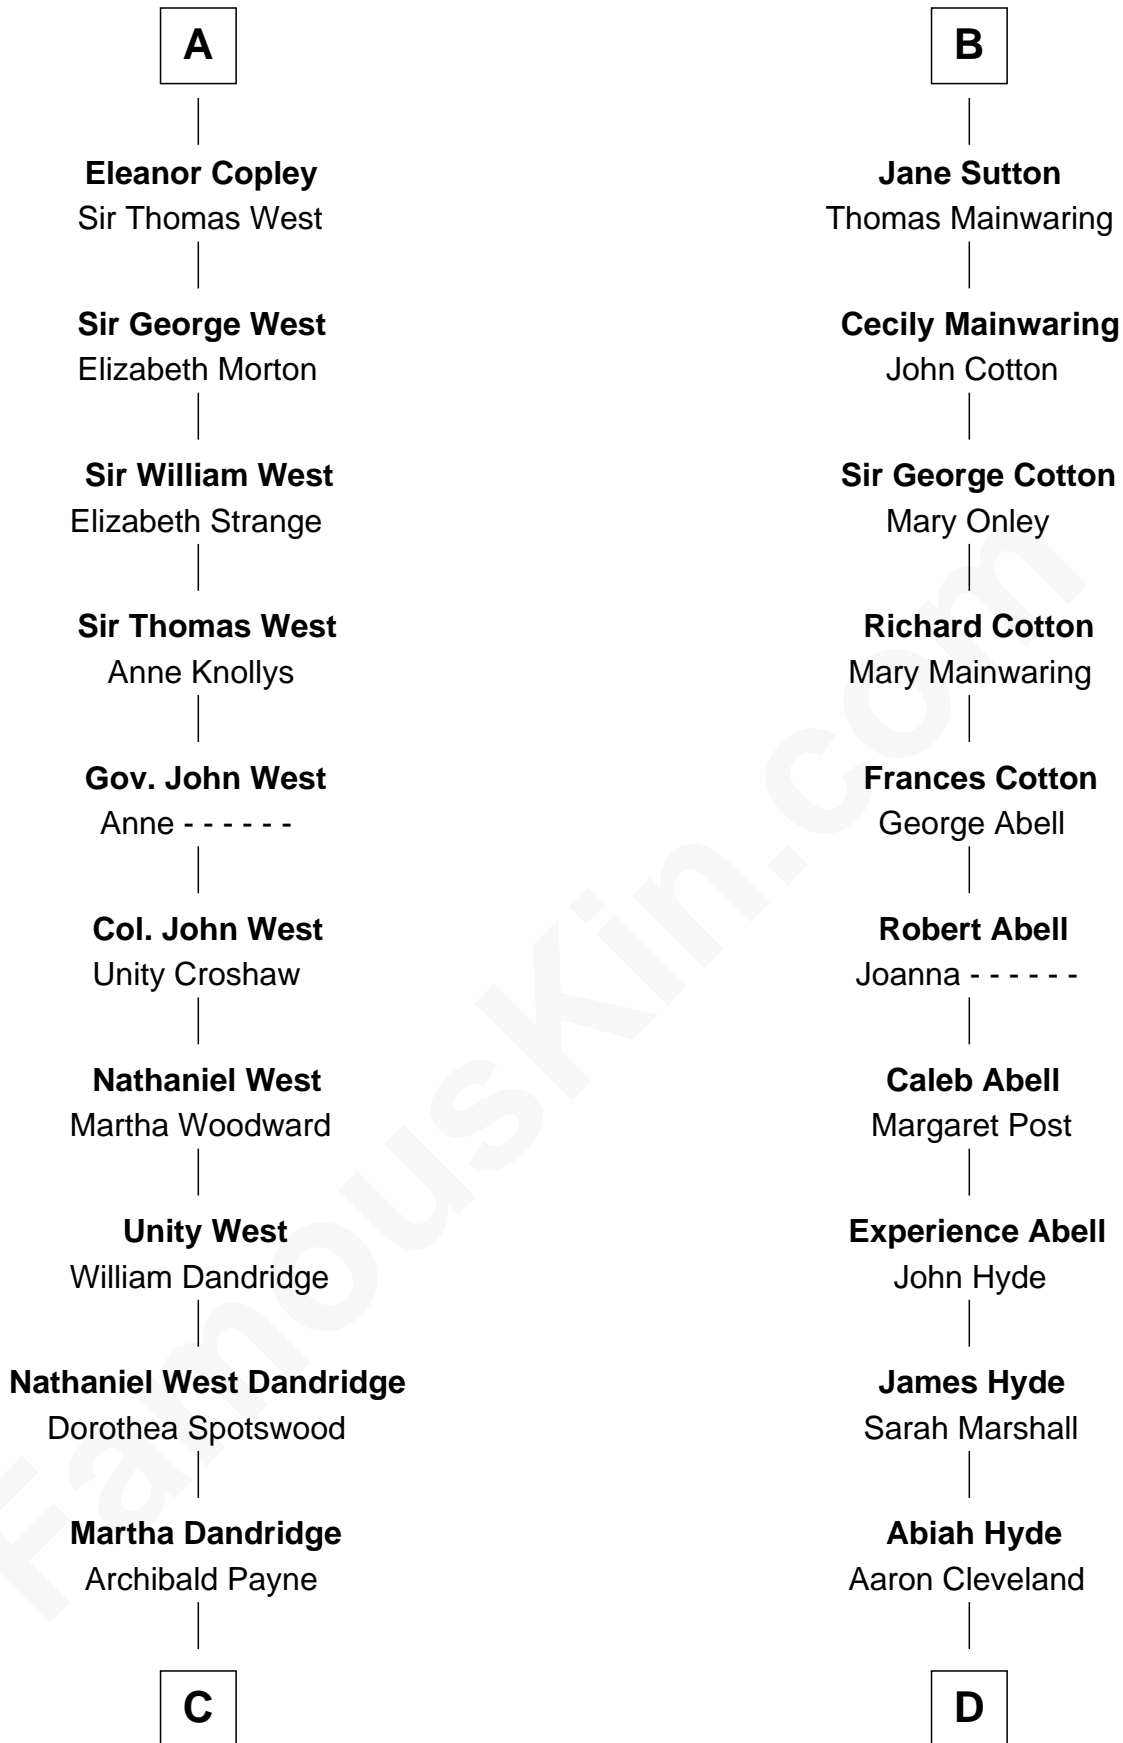 A
Eleanor Copley
Sir Thomas West
Sir George West
Elizabeth Morton
Sir William West
Elizabeth Strange
Sir Thomas West
Anne Knollys
Gov. John West
Anne - - - - - -
Col. John West
Unity Croshaw
Nathaniel West
Martha Woodward
Unity West
William Dandridge
Nathaniel West Dandridge
Dorothea Spotswood
Martha Dandridge
Archibald Payne
C
B
Jane Sutton
Thomas Mainwaring
Cecily Mainwaring
John Cotton
Sir George Cotton
Mary Onley
Richard Cotton
Mary Mainwaring
Frances Cotton
George Abell
Robert Abell
Joanna - - - - - -
Caleb Abell
Margaret Post
Experience Abell
John Hyde
James Hyde
Sarah Marshall
Abiah Hyde
Aaron Cleveland
D
FamousKin.com